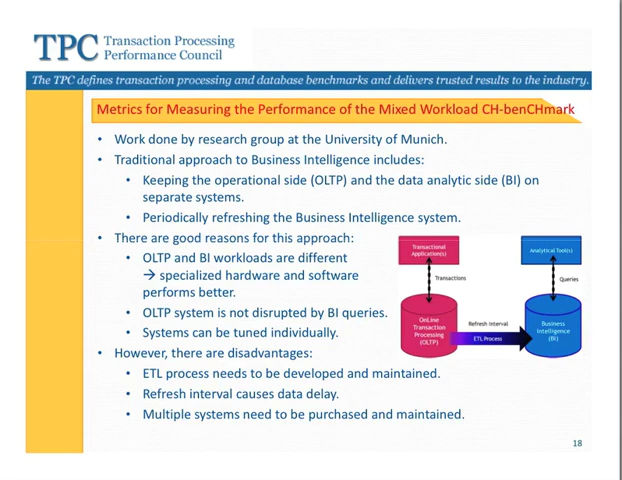 TPC Transaction Processing
Performance Council
The TPC defines transaction processing and database benchmarks and delivers trusted results to the industry.
Metrics for Measuring the Performance of the Mixed Workload CH-benCHmark
• Work done by research group at the University of Munich.
• Traditional approach to Business Intelligence includes:
• Keeping the operational side (OLTP) and the data analytic side (BI) on
separate systems.
• Periodically refreshing the Business Intelligence system.
• There are good reasons for this approach:
• OLTP and BI workloads are different
→ specialized hardware and software
performs better.
• OLTP system is not disrupted by BI queries.
• Systems can be tuned individually.
• However, there are disadvantages:
• ETL process needs to be developed and maintained.
• Refresh interval causes data delay.
• Multiple systems need to be purchased and maintained.
Transactional
Application(s)
Analytical Tool(s)
Transactions
Queries
OnLine
Transaction
Processing
(OLTP)
Refresh Interval
ETL Process
Business
Intelligence
(BI)
18